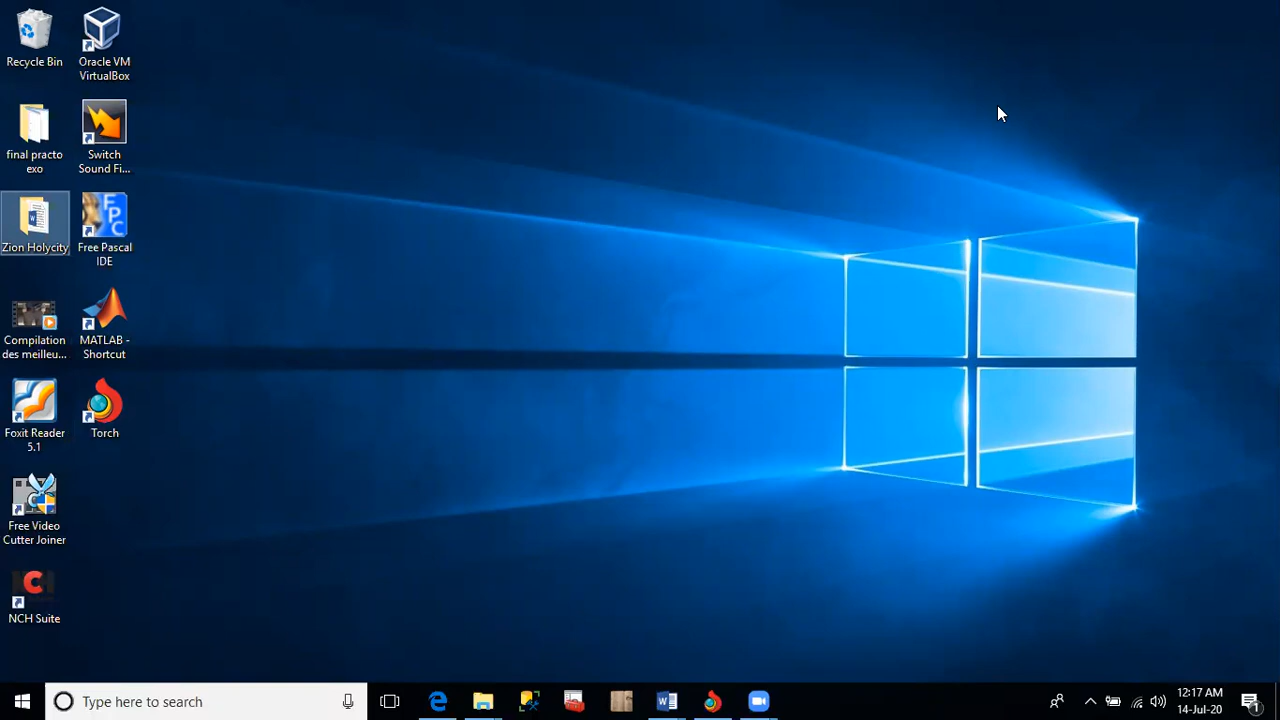 Recycle Bin
Oracle VM
VirtualBox
final practo
exo
Switch
Sound Fi...
Zion Holycity
F
P
C
Free Pascal
IDE
Compilation
des meilleu...
MATLAB -
Shortcut
Foxit Reader
5.1
Torch
Free Video
Cutter Joiner
NCH
NCH Suite
Type here to search
12:17 AM
14-Jul-20
1